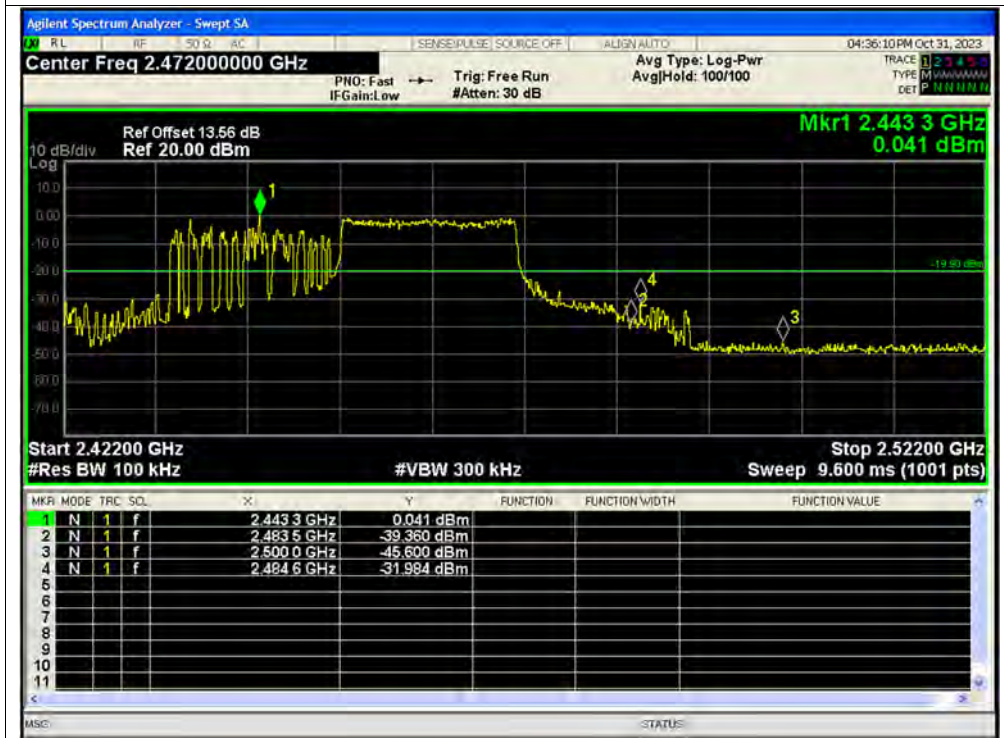 Agilent Spectrum Analyzer - Swept SA
RL RF 50 Ω AC SENSE:PULSE SOURCE OFF ALIGN AUTO 04:36:10 PM Oct 31, 2023
Center Freq 2.472000000 GHz
PNO: Fast
IFGain:Low
Trig: Free Run
#Atten: 30 dB
Avg Type: Log-Pwr
Avg|Hold: 100/100
TRACE 1 2 3 4 5 6
TYPE M
DET P N N N N N
Mkr1 2.443 3 GHz
0.041 dBm
Ref Offset 13.56 dB
10 dB/div Ref 20.00 dBm
Log
10.0
0.00
-10.0
-20.0
-30.0
-40.0
-50.0
-60.0
-70.0
1
2
3
4
-19.90 dBm
Start 2.42200 GHz Stop 2.52200 GHz
#Res BW 100 kHz #VBW 300 kHz Sweep 9.600 ms (1001 pts)
MKR MODE TRC SCL X Y FUNCTION FUNCTION WIDTH FUNCTION VALUE
1 N 1 f 2.443 3 GHz 0.041 dBm
2 N 1 f 2.483 5 GHz -39.360 dBm
3 N 1 f 2.500 0 GHz -45.600 dBm
4 N 1 f 2.484 6 GHz -31.984 dBm
5
6
7
8
9
10
11
MSG STATUS